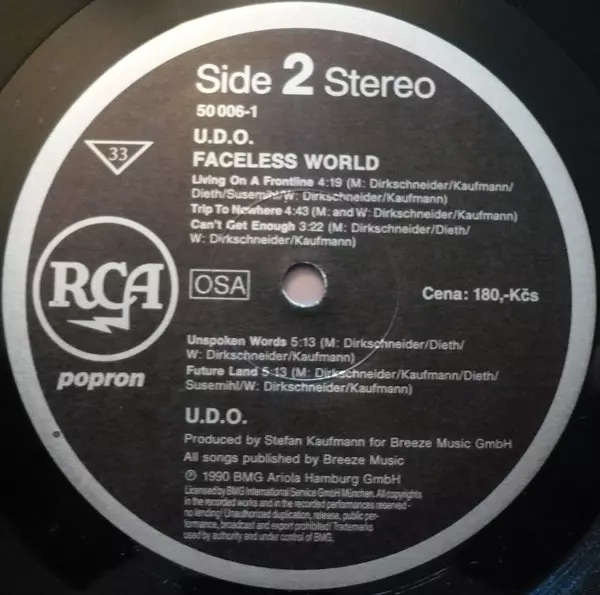 Side 2 Stereo
50 006-1
33
U.D.O.
FACELESS WORLD
Living On A Frontline 4:19 (M: Dirkschneider/Kaufmann/
Dieth/Susemihl/W: Dirkschneider/Kaufmann)
Trip To Nowhere 4:43 (M: and W: Dirkschneider/Kaufmann)
Can't Get Enough 3:22 (M: Dirkschneider/Dieth/
W: Dirkschneider/Kaufmann)
RCA
OSA
Cena: 180,-Kčs
popron
Unspoken Words 5:13 (M: Dirkschneider/Dieth/
W: Dirkschneider/Kaufmann)
Future Land 5:13 (M: Dirkschneider/Kaufmann/Dieth/
Susemihl/W: Dirkschneider/Kaufmann)
U.D.O.
Produced by Stefan Kaufmann for Breeze Music GmbH
All songs published by Breeze Music
℗ 1990 BMG Ariola Hamburg GmbH
Licensed by BMG International Service GmbH München. All copyrights
in the recorded works and in the recorded performances reserved -
no lending! Unauthorized duplication, release, public per-
formance, broadcast and export prohibited! Trademarks
used by authority and under control of BMG.